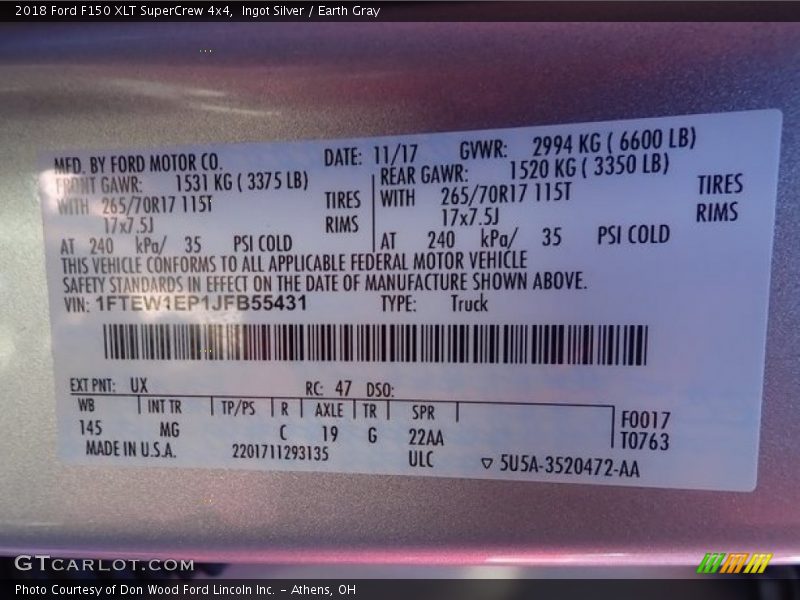 2018 Ford F150 XLT SuperCrew 4x4,  Ingot Silver / Earth Gray
MFD. BY FORD MOTOR CO. DATE: 11/17 GVWR: 2994 KG ( 6600 LB)
FRONT GAWR: 1531 KG ( 3375 LB) REAR GAWR: 1520 KG ( 3350 LB)
WITH 265/70R17 115T TIRES WITH 265/70R17 115T TIRES
17x7.5J RIMS 17x7.5J RIMS
AT 240 kPa/ 35 PSI COLD AT 240 kPa/ 35 PSI COLD
THIS VEHICLE CONFORMS TO ALL APPLICABLE FEDERAL MOTOR VEHICLE
SAFETY STANDARDS IN EFFECT ON THE DATE OF MANUFACTURE SHOWN ABOVE.
VIN: 1FTEW1EP1JFB55431 TYPE: Truck
EXT PNT: UX RC: 47 DSO:
WB INT TR TP/PS R AXLE TR SPR F0017
145 MG C 19 G 22AA T0763
MADE IN U.S.A. 2201711293135 ULC ▽ 5U5A-3520472-AA
GTCARLOT.COM
Photo Courtesy of Don Wood Ford Lincoln Inc. - Athens, OH